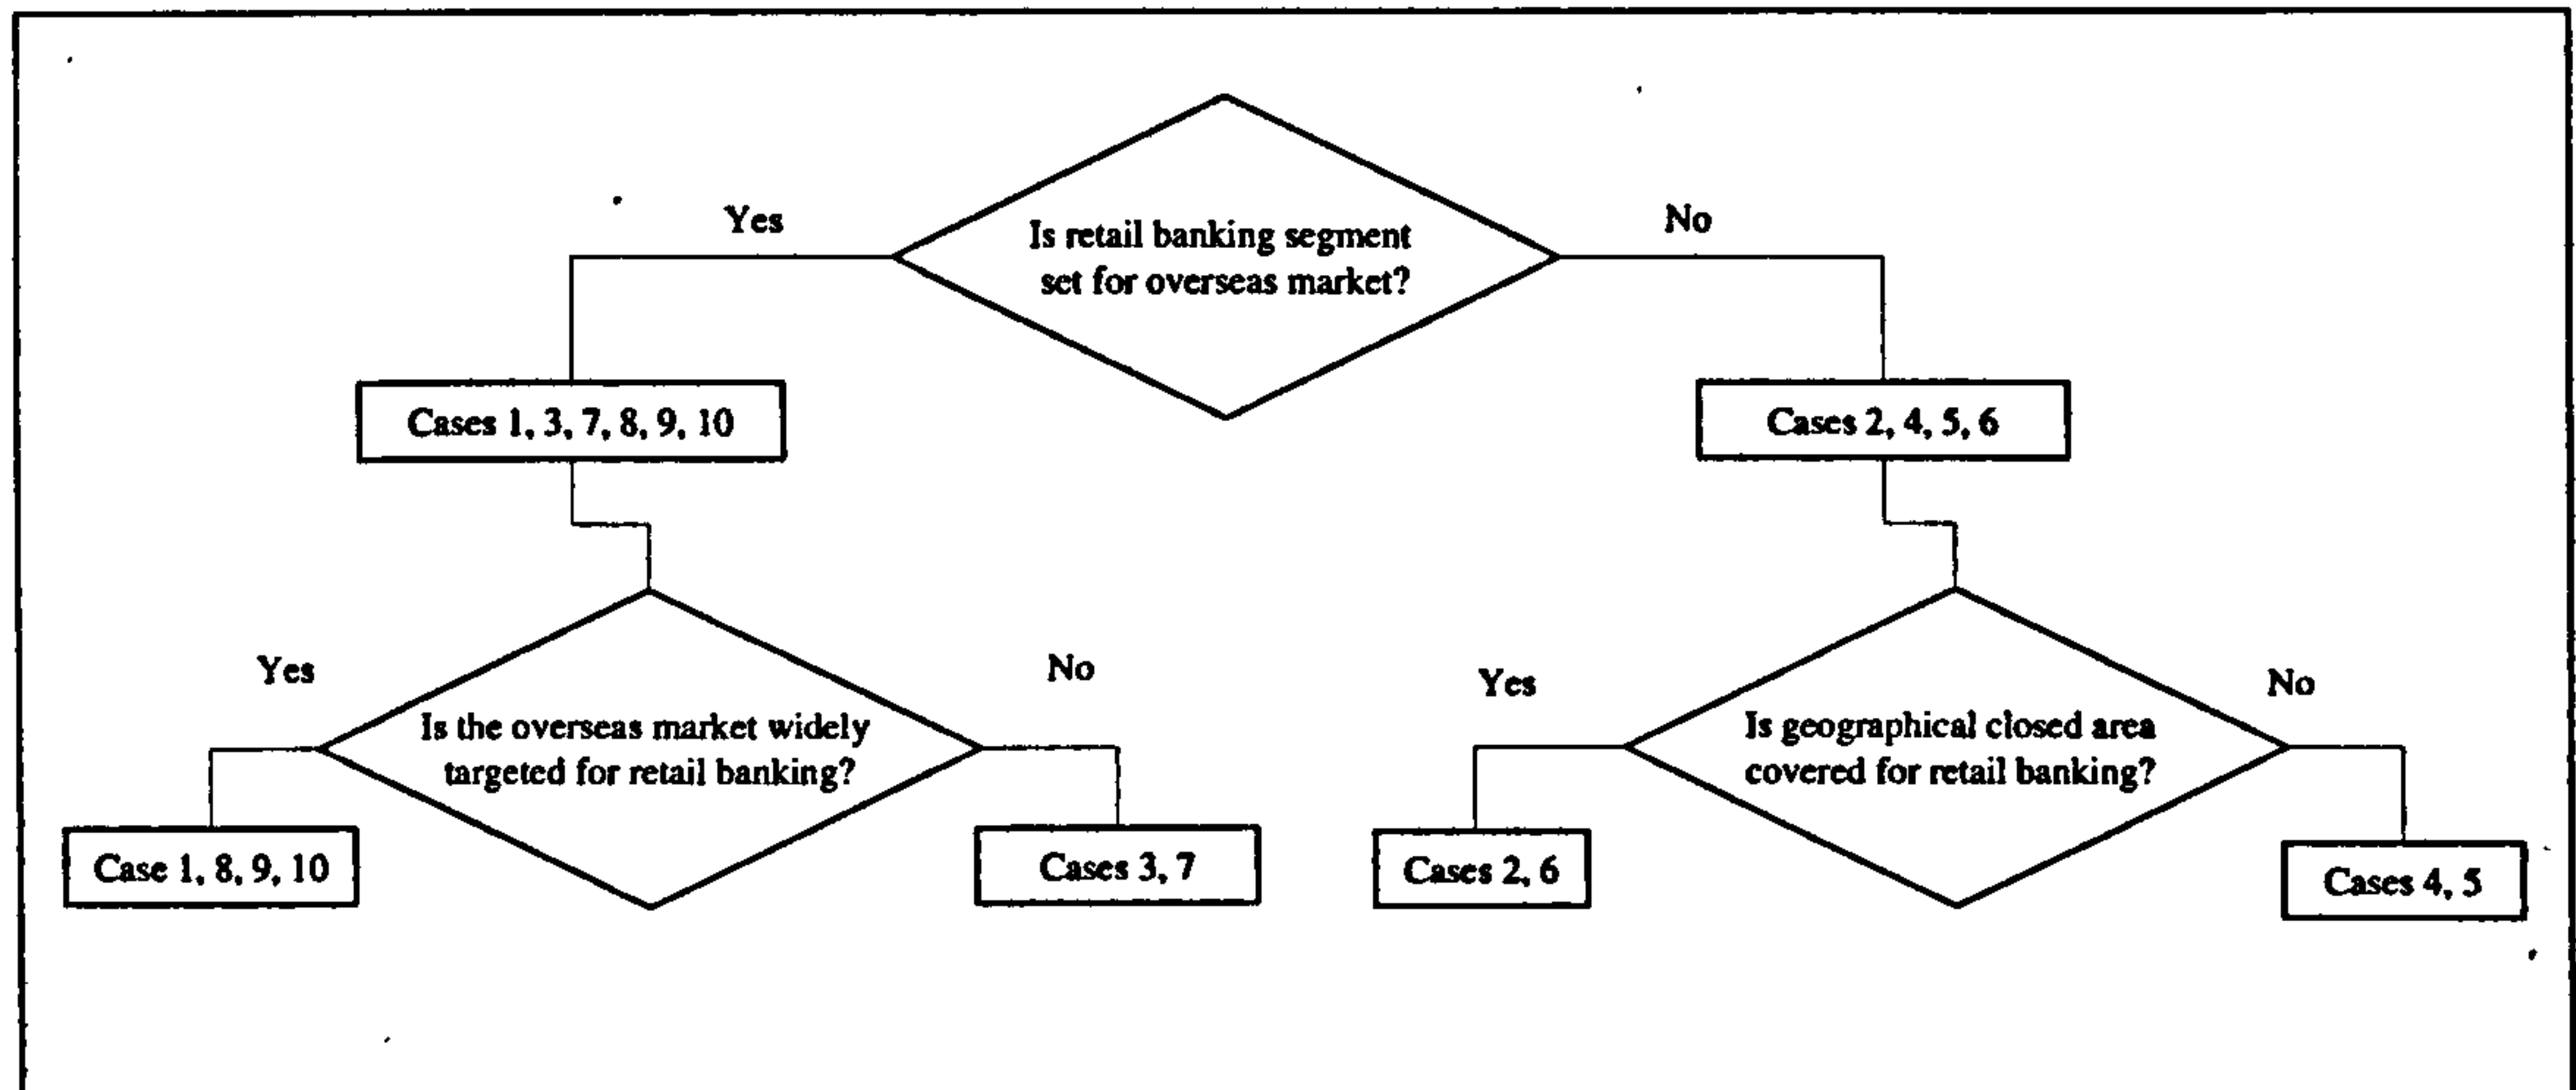 Is retail banking segment
set for overseas market?
Yes
No
Cases 1, 3, 7, 8, 9, 10
Cases 2, 4, 5, 6
Is the overseas market widely
targeted for retail banking?
Yes
No
Case 1, 8, 9, 10
Cases 3, 7
Is geographical closed area
covered for retail banking?
Yes
No
Cases 2, 6
Cases 4, 5